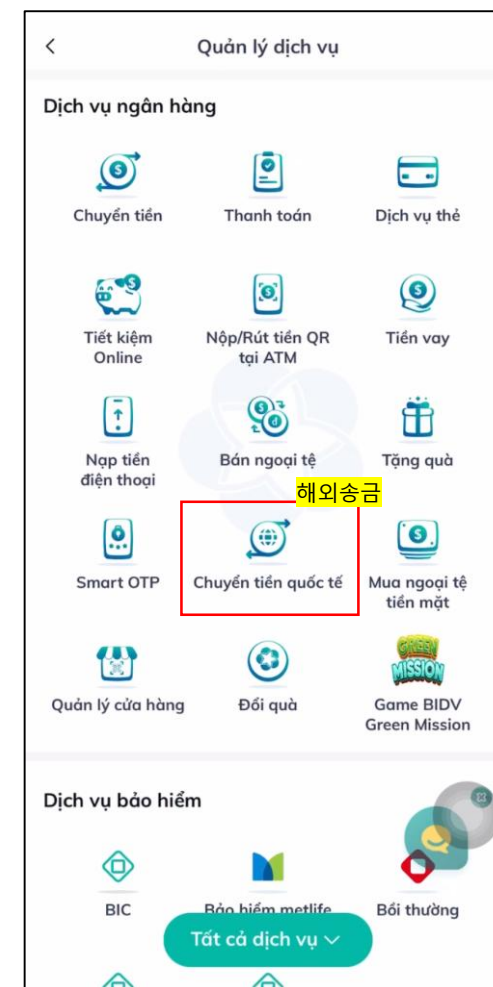 Quản lý dịch vụ
Dịch vụ ngân hàng
Chuyển tiền
Thanh toán
Dịch vụ thẻ
Tiết kiệm
Online
Nộp/Rút tiền QR
tại ATM
Tiền vay
Nạp tiền
điện thoại
Bán ngoại tệ
Tặng quà
해외송금
Smart OTP
Chuyển tiền quốc tế
Mua ngoại tệ
tiền mặt
GREEN
MISSION
Quản lý cửa hàng
Đổi quà
Game BIDV
Green Mission
Dịch vụ bảo hiểm
BIC
Bảo hiểm metlife
Bồi thường
Tất cả dịch vụ